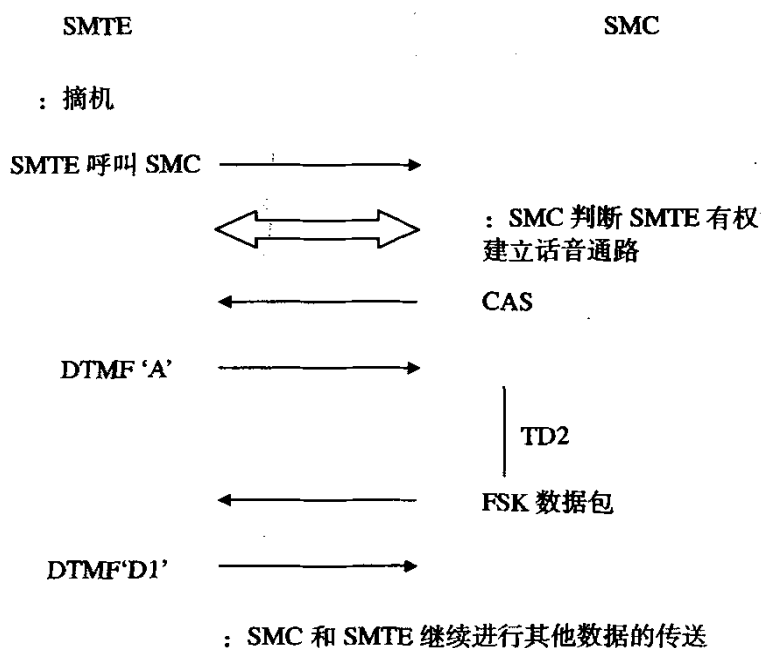 SMTE SMC
：摘机
SMTE 呼叫 SMC
：SMC 判断 SMTE 有权
建立话音通路
CAS
DTMF ‘A’
TD2
FSK 数据包
DTMF‘D1’
：SMC 和 SMTE 继续进行其他数据的传送